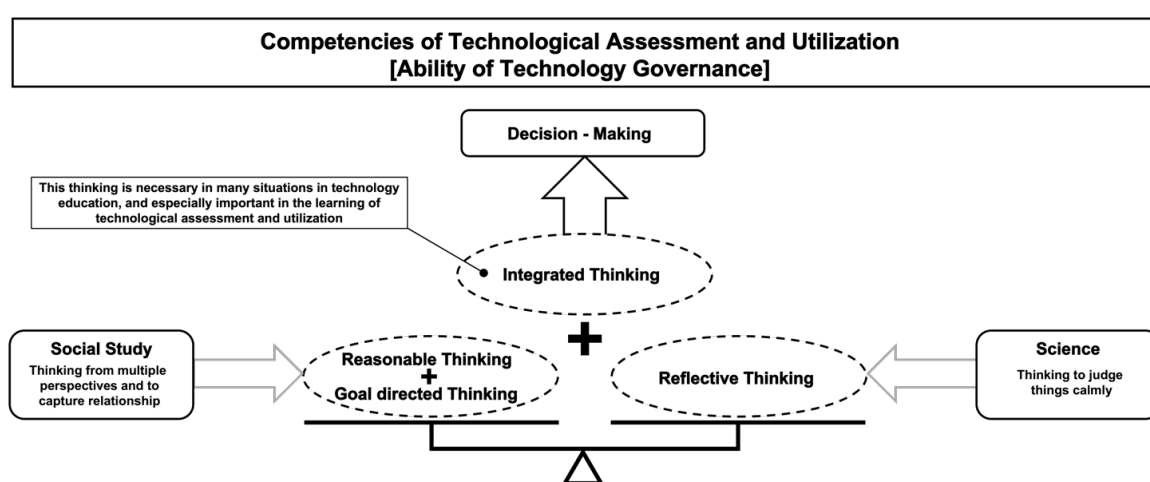 Competencies of Technological Assessment and Utilization
[Ability of Technology Governance]
Decision - Making
This thinking is necessary in many situations in technology
education, and especially important in the learning of
technological assessment and utilization
Integrated Thinking
+
Social Study
Thinking from multiple
perspectives and to
capture relationship
Reasonable Thinking
+
Goal directed Thinking
Reflective Thinking
Science
Thinking to judge
things calmly